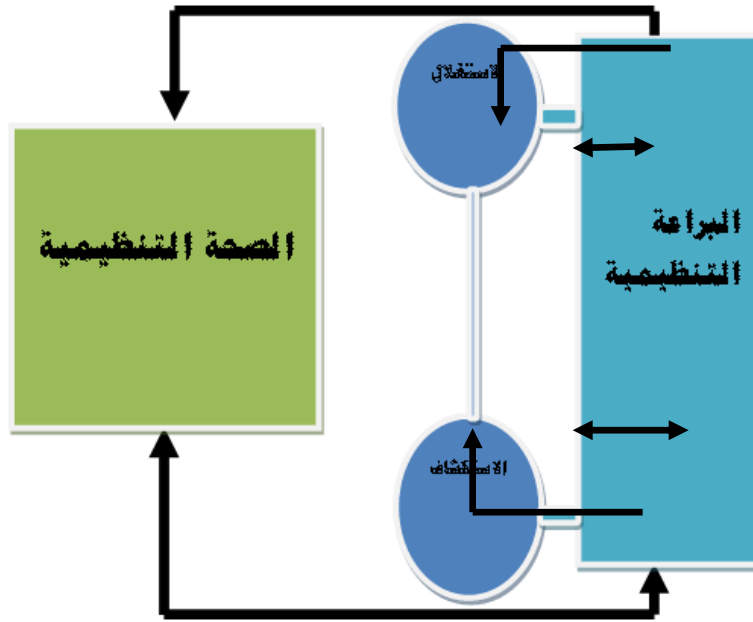 الاستغلال
البراعة
التنظيمية
الصحة التنظيمية
الاستكشاف